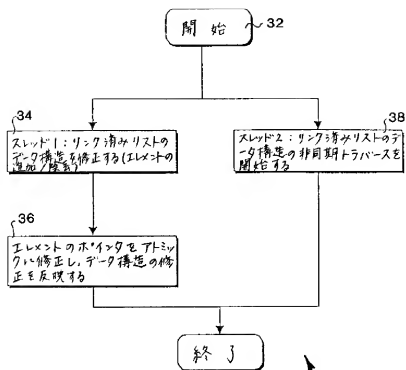 開始
32
34
スレッド1:リンク済みリストの
データ構造を修正する(エレメントの
追加/除去)
38
スレッド2:リンク済みリストのデ
ータ構造の非同期トラバースを
開始する
36
エレメントのポインタをアトミッ
クに修正し、データ構造の修
正を反映する
終了